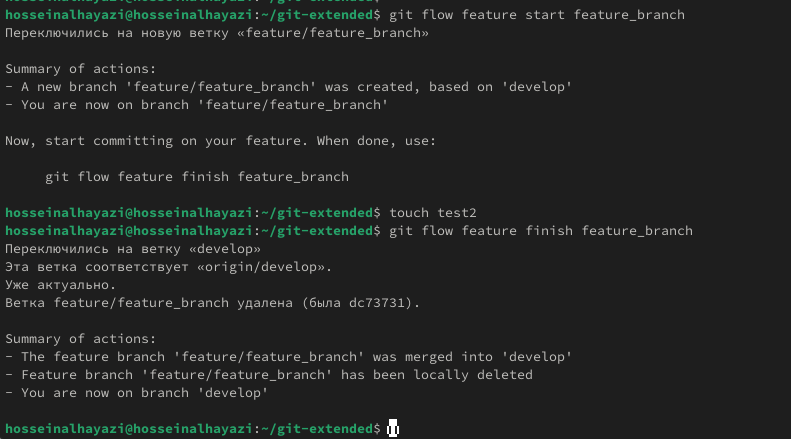 hosseinalhayazi@hosseinalhayazi:~/git-extended$ git flow feature start feature_branch
Переключились на новую ветку «feature/feature_branch»
Summary of actions:
- A new branch 'feature/feature_branch' was created, based on 'develop'
- You are now on branch 'feature/feature_branch'
Now, start committing on your feature. When done, use:
git flow feature finish feature_branch
hosseinalhayazi@hosseinalhayazi:~/git-extended$ touch test2
hosseinalhayazi@hosseinalhayazi:~/git-extended$ git flow feature finish feature_branch
Переключились на ветку «develop»
Эта ветка соответствует «origin/develop».
Уже актуально.
Ветка feature/feature_branch удалена (была dc73731).
Summary of actions:
- The feature branch 'feature/feature_branch' was merged into 'develop'
- Feature branch 'feature/feature_branch' has been locally deleted
- You are now on branch 'develop'
hosseinalhayazi@hosseinalhayazi:~/git-extended$